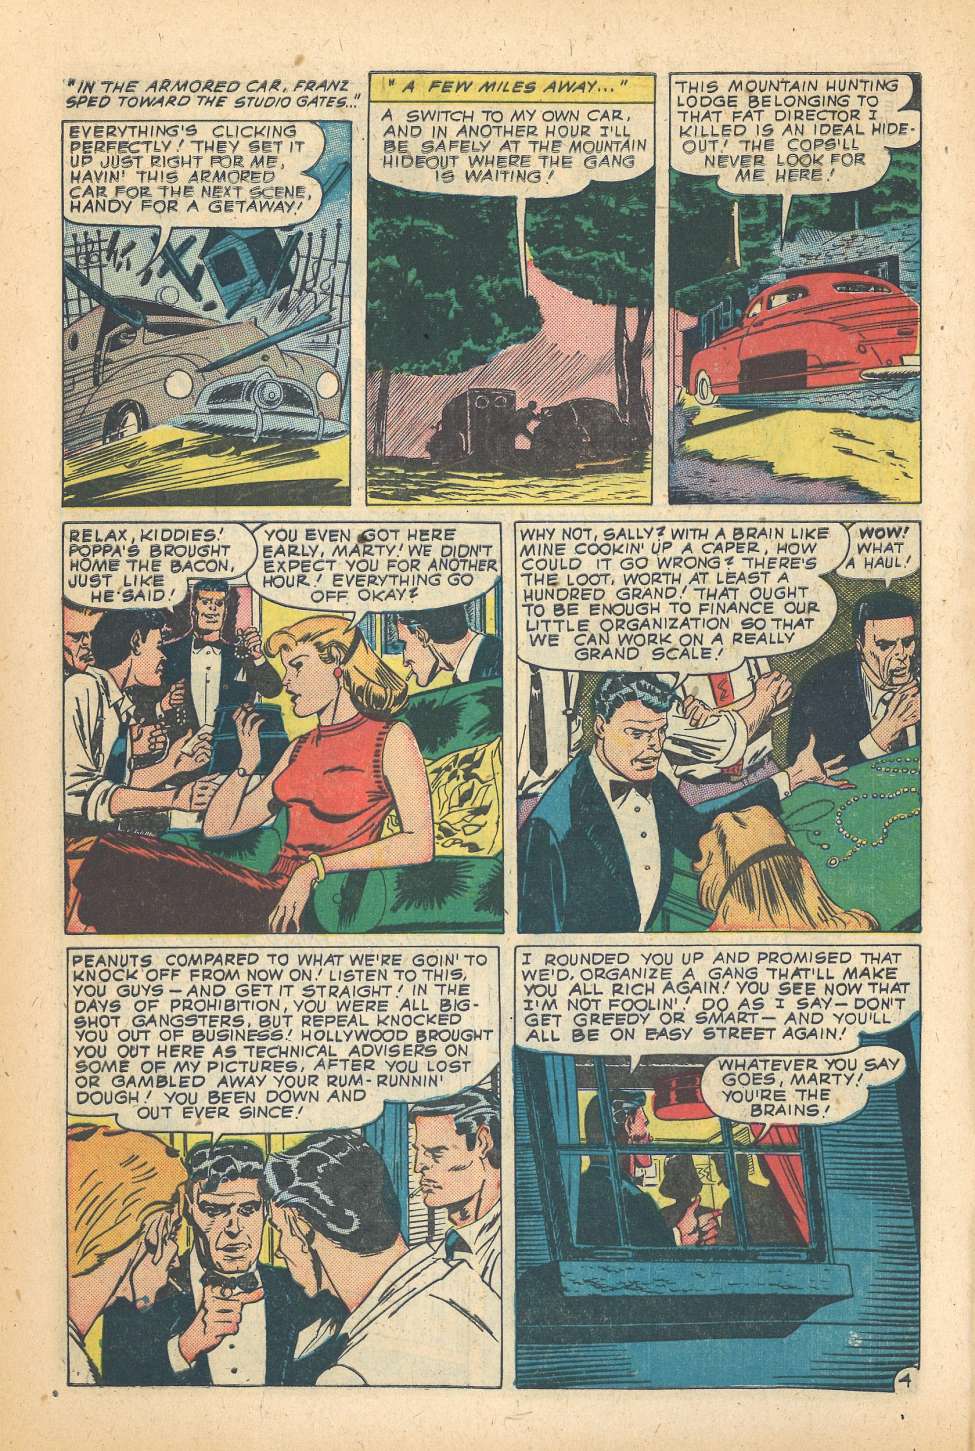 "IN THE ARMORED CAR, FRANZ
SPED TOWARD THE STUDIO GATES..."
EVERYTHING'S CLICKING
PERFECTLY! THEY SET IT
UP JUST RIGHT FOR ME,
HAVIN' THIS ARMORED
CAR FOR THE NEXT SCENE,
HANDY FOR A GETAWAY!
"A FEW MILES AWAY..."
A SWITCH TO MY OWN CAR,
AND IN ANOTHER HOUR I'LL
BE SAFELY AT THE MOUNTAIN
HIDEOUT WHERE THE GANG
IS WAITING!
THIS MOUNTAIN HUNTING
LODGE BELONGING TO
THAT FAT DIRECTOR I
KILLED IS AN IDEAL HIDE-
OUT! THE COPS'LL
NEVER LOOK FOR
ME HERE!
RELAX, KIDDIES!
POPPA'S BROUGHT
HOME THE BACON,
JUST LIKE
HE SAID!
YOU EVEN GOT HERE
EARLY, MARTY! WE DIDN'T
EXPECT YOU FOR ANOTHER
HOUR! EVERYTHING GO
OFF OKAY?
WHY NOT, SALLY? WITH A BRAIN LIKE
MINE COOKIN' UP A CAPER, HOW
COULD IT GO WRONG? THERE'S
THE LOOT, WORTH AT LEAST A
HUNDRED GRAND! THAT OUGHT
TO BE ENOUGH TO FINANCE OUR
LITTLE ORGANIZATION SO THAT
WE CAN WORK ON A REALLY
GRAND SCALE!
WOW!
WHAT
A HAUL!
PEANUTS COMPARED TO WHAT WE'RE GOIN' TO
KNOCK OFF FROM NOW ON! LISTEN TO THIS,
YOU GUYS—AND GET IT STRAIGHT! IN THE
DAYS OF PROHIBITION, YOU WERE ALL BIG-
SHOT GANGSTERS, BUT REPEAL KNOCKED
YOU OUT OF BUSINESS! HOLLYWOOD BROUGHT
YOU OUT HERE AS TECHNICAL ADVISERS ON
SOME OF MY PICTURES, AFTER YOU LOST
OR GAMBLED AWAY YOUR RUM-RUNNIN'
DOUGH! YOU BEEN DOWN AND
OUT EVER SINCE!
I ROUNDED YOU UP AND PROMISED THAT
WE'D ORGANIZE A GANG THAT'LL MAKE
YOU ALL RICH AGAIN! YOU SEE NOW THAT
I'M NOT FOOLIN'! DO AS I SAY—DON'T
GET GREEDY OR SMART—AND YOU'LL
ALL BE ON EASY STREET AGAIN!
WHATEVER YOU SAY
GOES, MARTY!
YOU'RE THE
BRAINS!
4